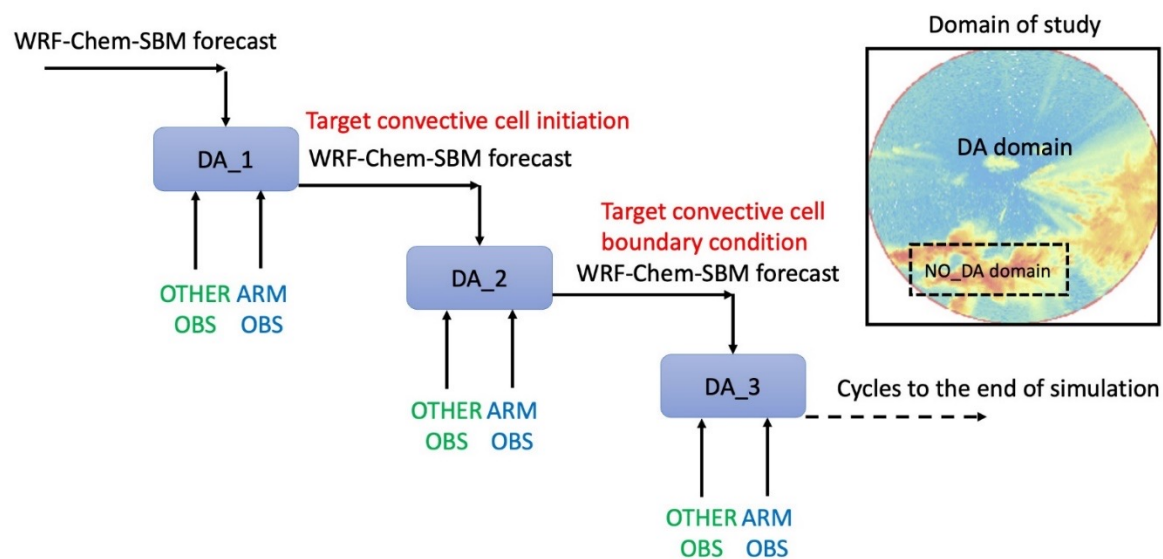 Domain of study
WRF-Chem-SBM forecast
DA_1
Target convective cell initiation
WRF-Chem-SBM forecast
OTHER ARM
OBS OBS
DA_2
Target convective cell
boundary condition
WRF-Chem-SBM forecast
OTHER ARM
OBS OBS
DA_3
Cycles to the end of simulation
OTHER ARM
OBS OBS
DA domain
NO_DA domain